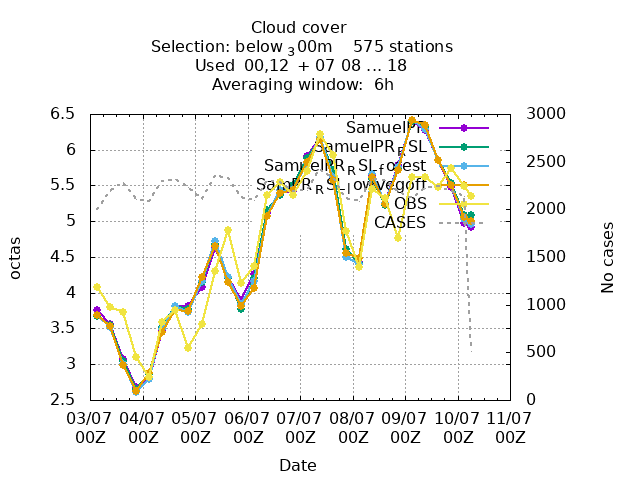 Cloud cover
Selection: below 300m 575 stations
Used 00,12 + 07 08 ... 18
Averaging window: 6h
6.5
6
5.5
5
4.5
4
3.5
3
2.5
octas
3000
2500
2000
1500
1000
500
0
No cases
SamuelPR
SamuelPRRSL
SamuelPRRSLforest
OBS
CASES
03/07 04/07 05/07 06/07 07/07 08/07 09/07 10/07 11/07
00Z 00Z 00Z 00Z 00Z 00Z 00Z 00Z 00Z
Date